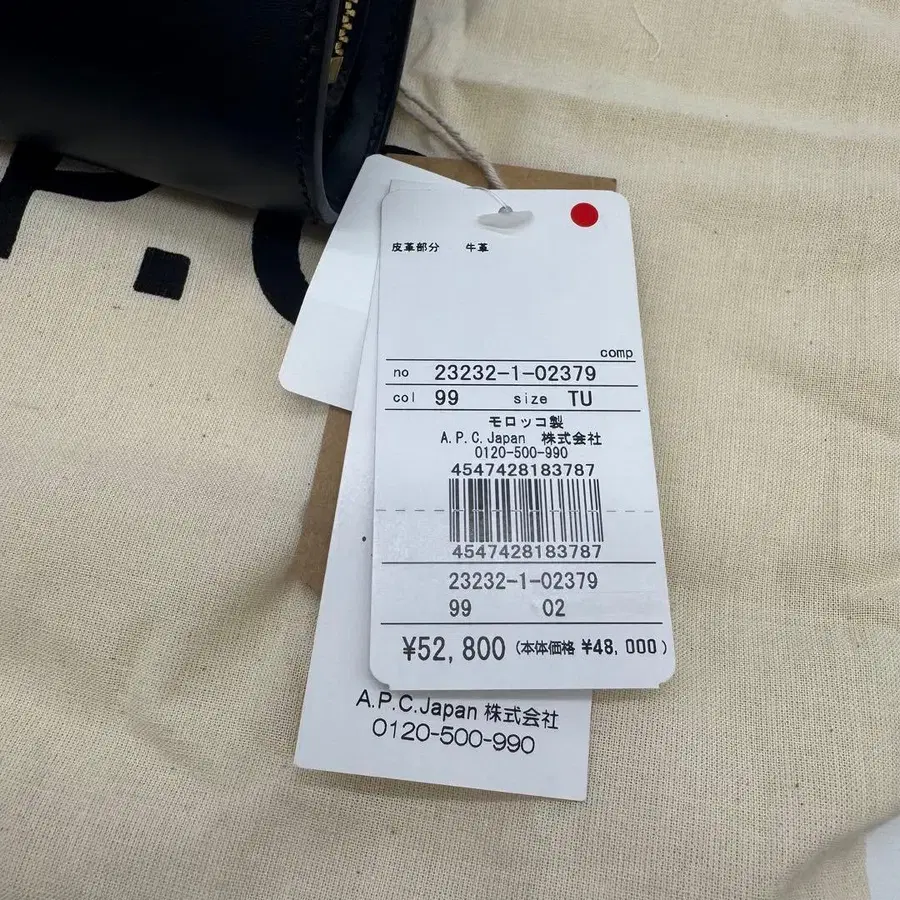 P.C.
皮革部分 牛革
comp
no 23232-1-02379
col 99 size TU
モロッコ製
A.P.C.Japan 株式会社
0120-500-990
4547428183787
4547428183787
23232-1-02379
99 02
¥52,800 (本体価格 ¥48,000)
A.P.C.Japan 株式会社
0120-500-990